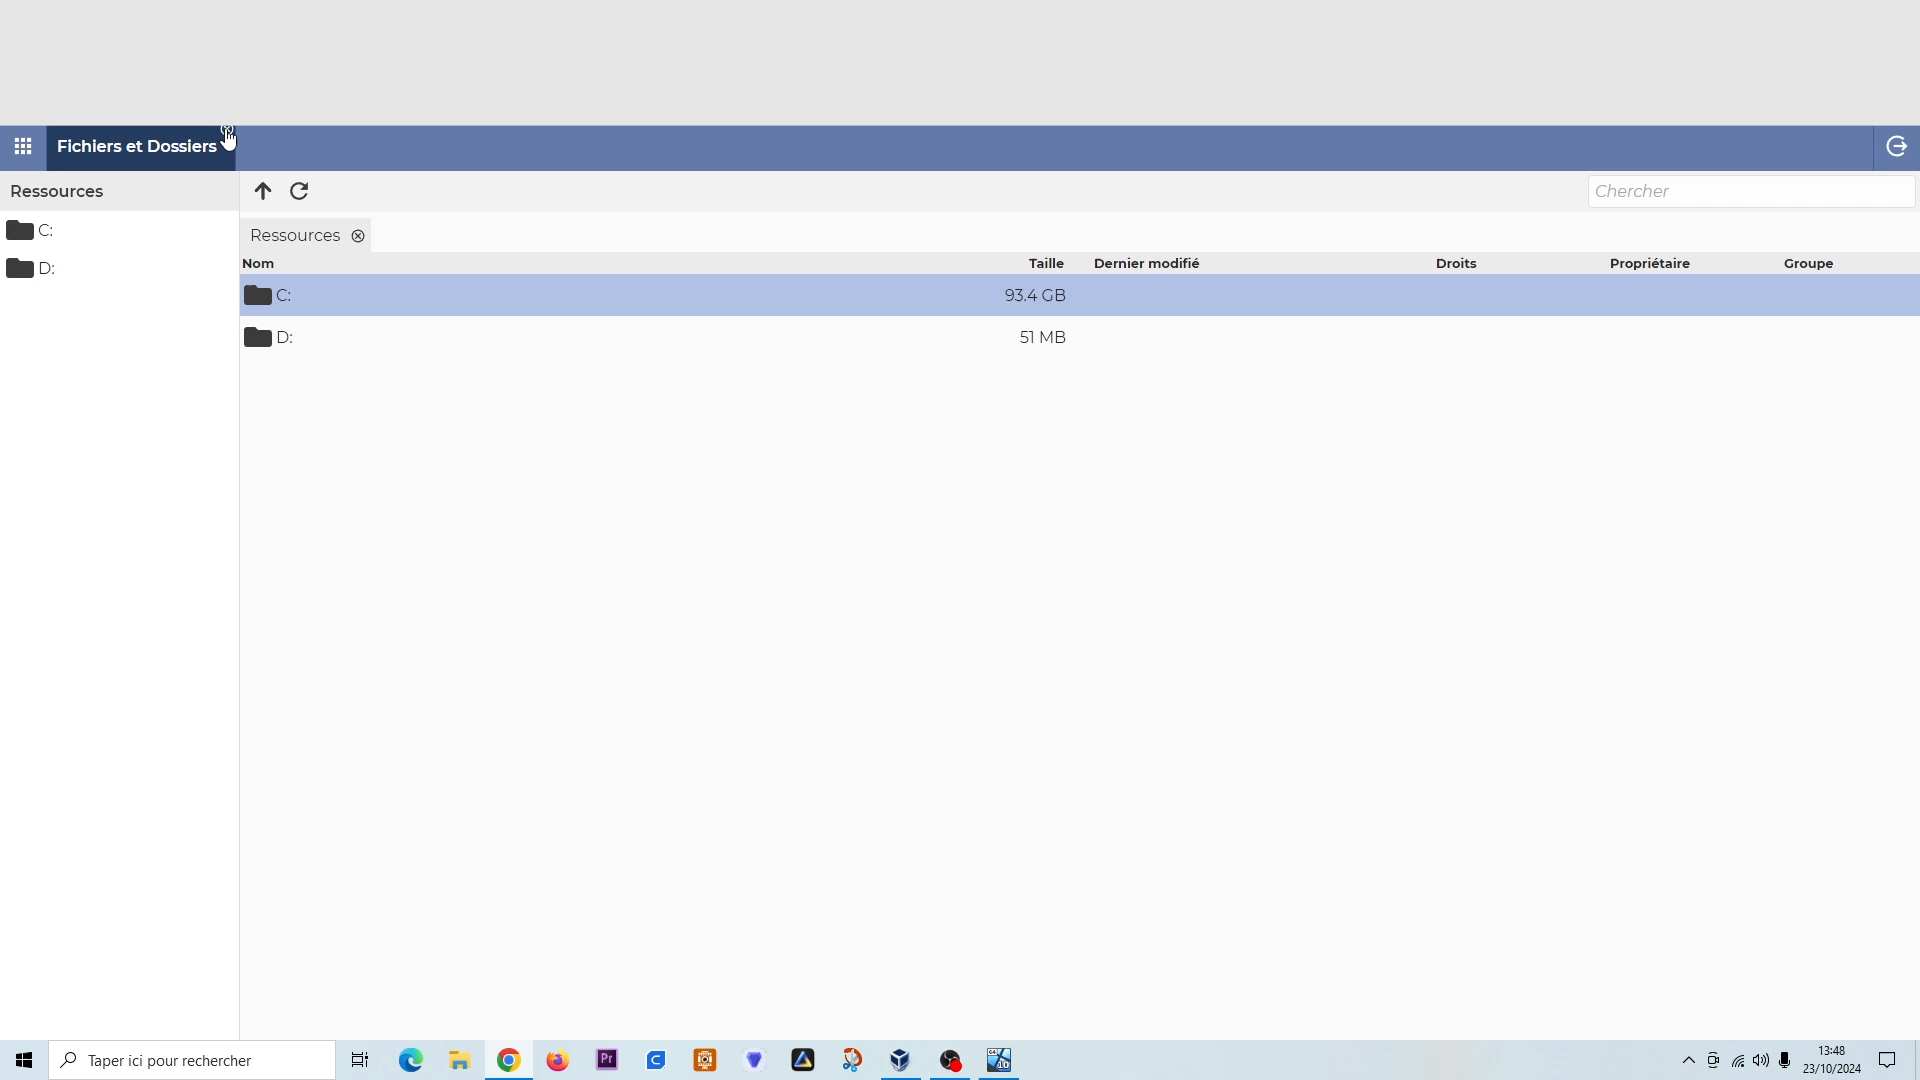 Fichiers et Dossiers
Ressources
Chercher
C:
D:
Ressources
Nom Taille Dernier modifié Droits Propriétaire Groupe
C: 93.4 GB
D: 51 MB
Taper ici pour rechercher
Pr
C
13:48
23/10/2024